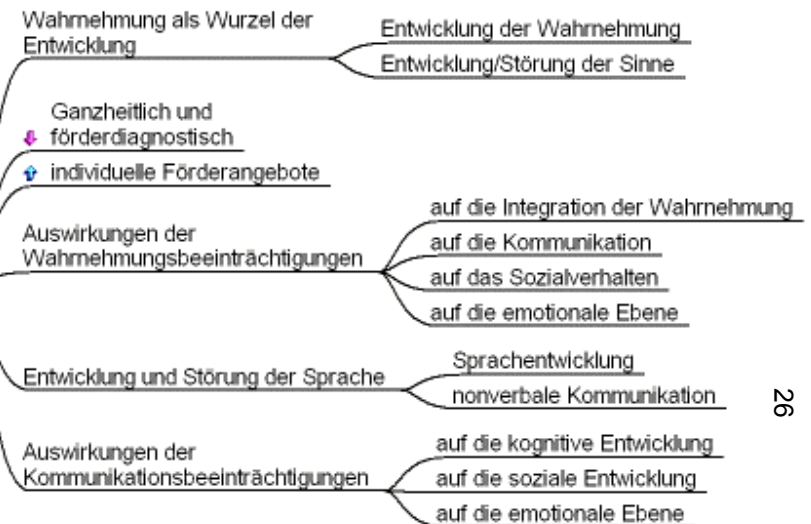 Wahrnehmung als Wurzel der
Entwicklung
Entwicklung der Wahrnehmung
Entwicklung/Störung der Sinne
Ganzheitlich und
förderdiagnostisch
individuelle Förderangebote
Auswirkungen der
Wahrnehmungsbeeinträchtigungen
auf die Integration der Wahrnehmung
auf die Kommunikation
auf das Sozialverhalten
auf die emotionale Ebene
Entwicklung und Störung der Sprache
Sprachentwicklung
nonverbale Kommunikation
Auswirkungen der
Kommunikationsbeeinträchtigungen
auf die kognitive Entwicklung
auf die soziale Entwicklung
auf die emotionale Ebene
26